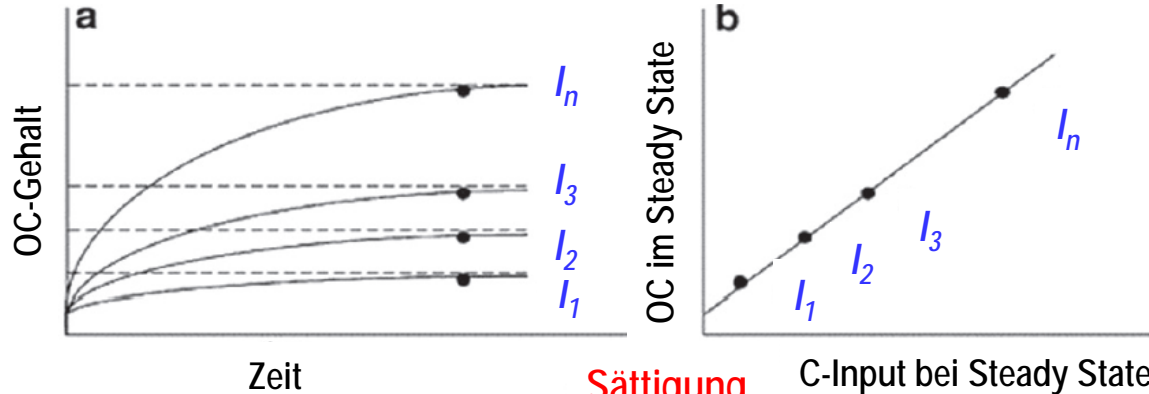 a
OC-Gehalt
I_n
I_3
I_2
I_1
Zeit
b
OC im Steady State
I_n
I_3
I_2
I_1
C-Input bei Steady State
Sättigung